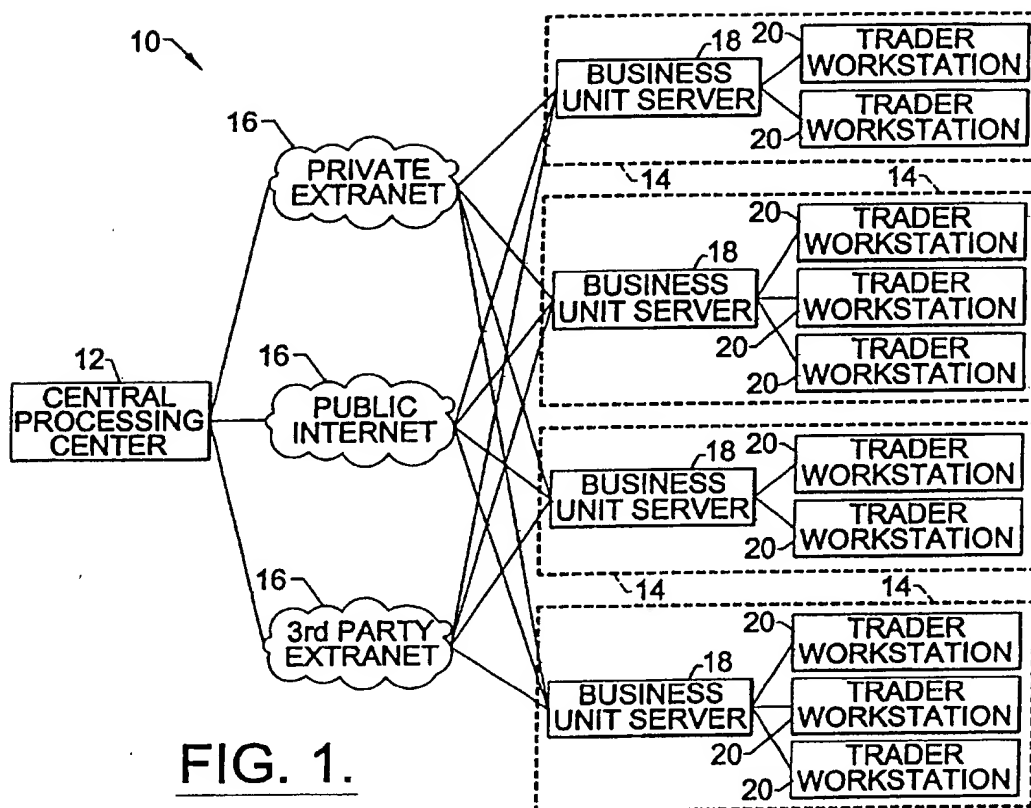 10
16
PRIVATE
EXTRANET
12
CENTRAL
PROCESSING
CENTER
16
PUBLIC
INTERNET
16
3rd PARTY
EXTRANET
18
BUSINESS
UNIT SERVER
20
TRADER
WORKSTATION
20
TRADER
WORKSTATION
14
14
18
BUSINESS
UNIT SERVER
20
TRADER
WORKSTATION
20
TRADER
WORKSTATION
20
TRADER
WORKSTATION
18
BUSINESS
UNIT SERVER
20
TRADER
WORKSTATION
20
TRADER
WORKSTATION
14
14
18
BUSINESS
UNIT SERVER
20
TRADER
WORKSTATION
20
TRADER
WORKSTATION
20
TRADER
WORKSTATION
FIG. 1.